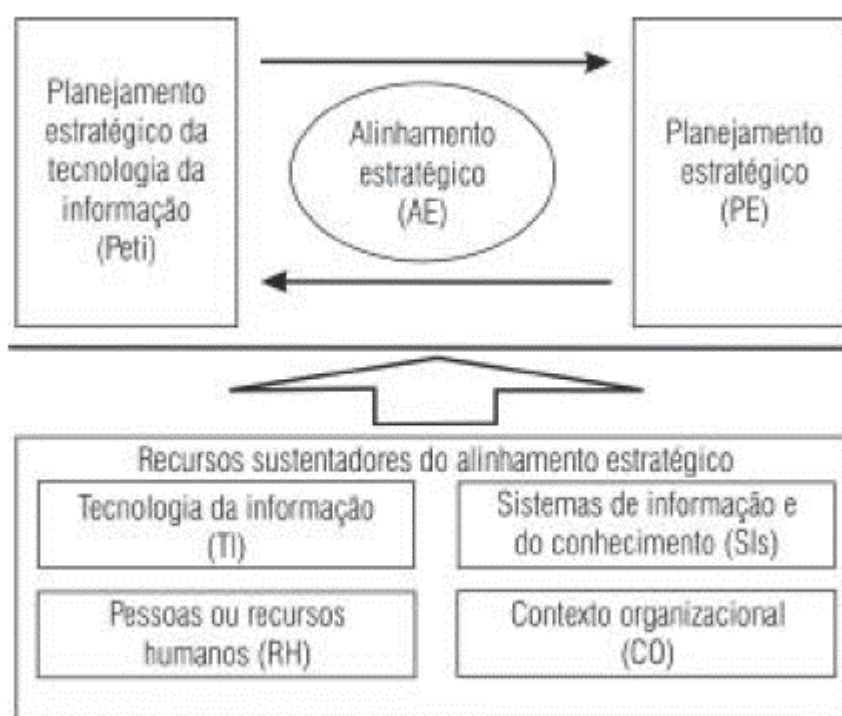 Planejamento
estratégico da
tecnologia da
informação
(Peti)
Alinhamento
estratégico
(AE)
Planejamento
estratégico
(PE)
Recursos sustentadores do alinhamento estratégico
Tecnologia da informação
(TI)
Sistemas de informação e
do conhecimento (SIs)
Pessoas ou recursos
humanos (RH)
Contexto organizacional
(CO)